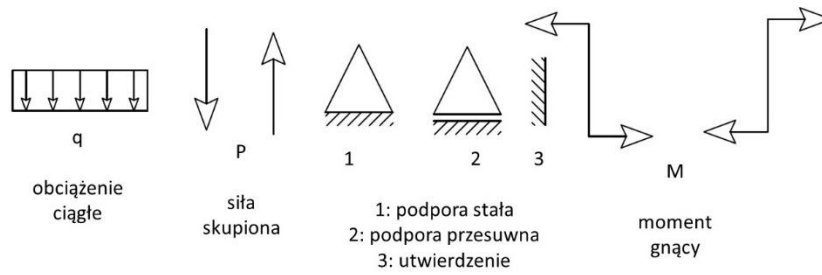 q
obciążenie
ciągłe
P
siła
skupiona
1
2
3
1: podpora stała
2: podpora przesuwna
3: utwierdzenie
M
moment
gnący